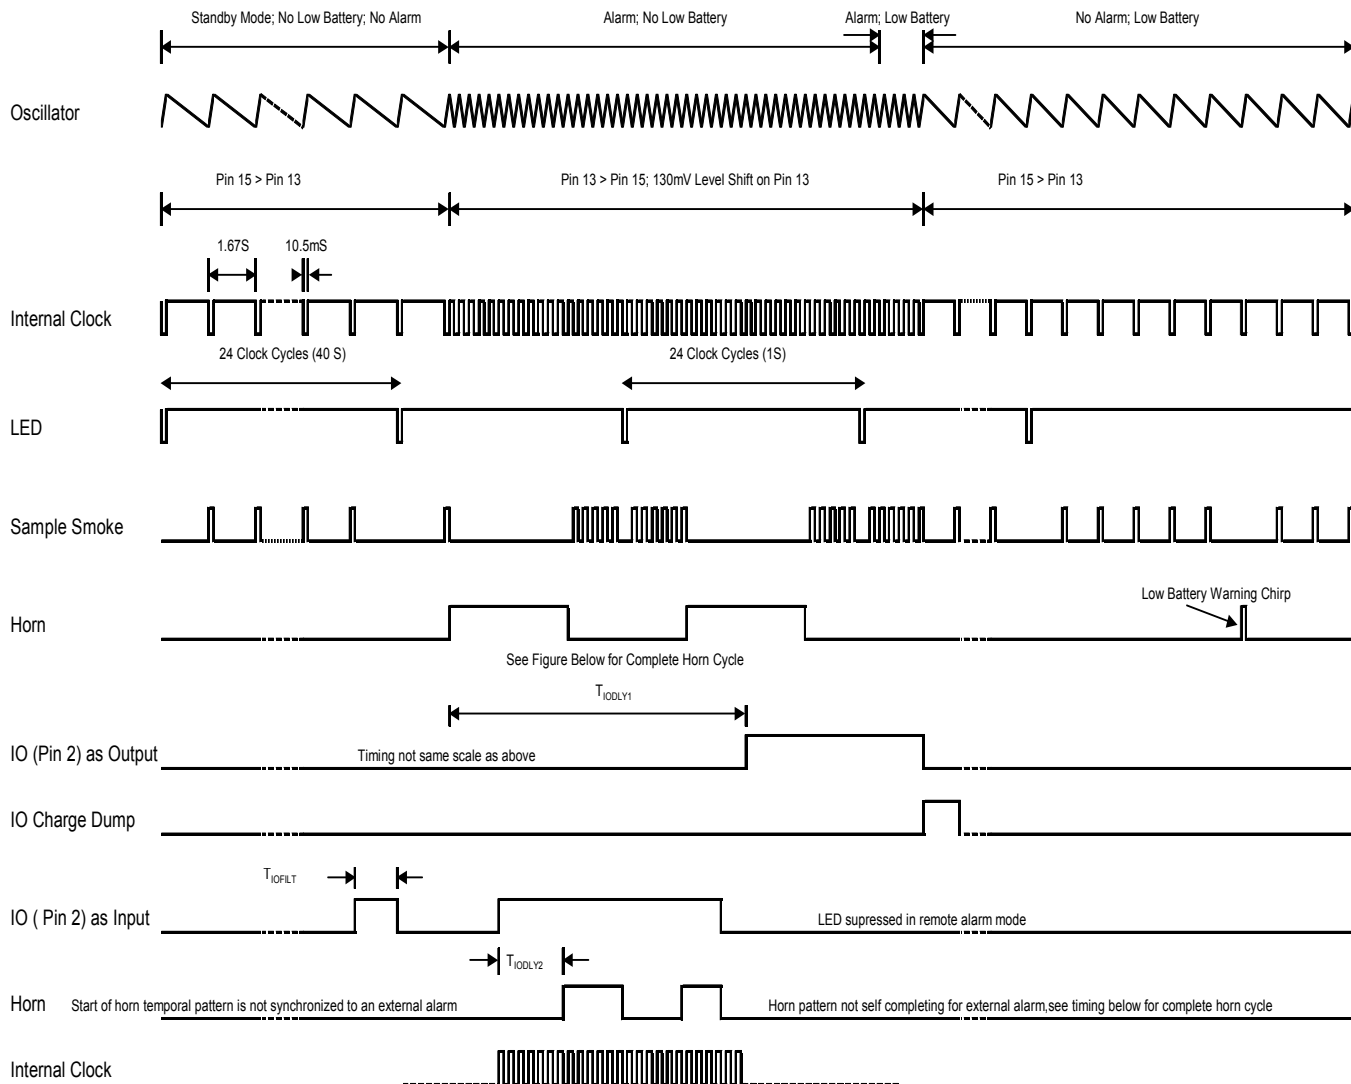 Standby Mode; No Low Battery; No Alarm
Alarm; No Low Battery
Alarm; Low Battery
No Alarm; Low Battery
Oscillator
Pin 15 > Pin 13
Pin 13 > Pin 15; 130mV Level Shift on Pin 13
Pin 15 > Pin 13
1.67S
10.5mS
Internal Clock
24 Clock Cycles (40 S)
24 Clock Cycles (1S)
LED
Sample Smoke
Low Battery Warning Chirp
Horn
See Figure Below for Complete Horn Cycle
TIODLY1
IO (Pin 2) as Output
Timing not same scale as above
IO Charge Dump
TIOFILT
IO ( Pin 2) as Input
LED supressed in remote alarm mode
TIODLY2
Horn
Start of horn temporal pattern is not synchronized to an external alarm
Horn pattern not self completing for external alarm,see timing below for complete horn cycle
Internal Clock